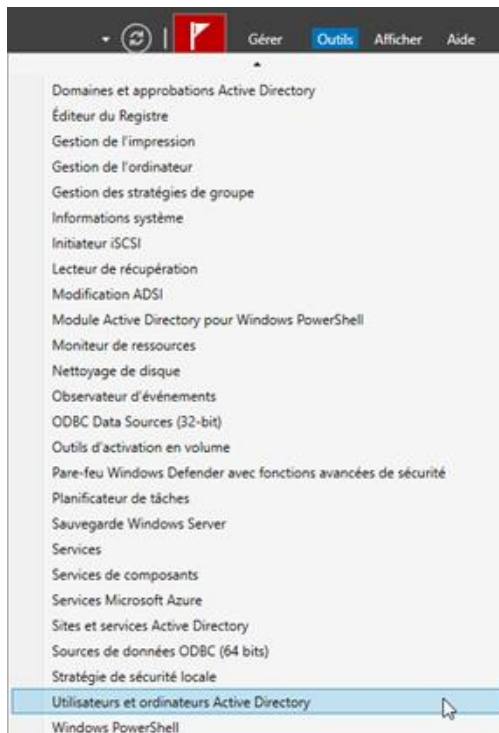 Gérer Outils Afficher Aide
Domaines et approbations Active Directory
Éditeur du Registre
Gestion de l'impression
Gestion de l'ordinateur
Gestion des stratégies de groupe
Informations système
Initiateur iSCSI
Lecteur de récupération
Modification ADSI
Module Active Directory pour Windows PowerShell
Moniteur de ressources
Nettoyage de disque
Observateur d'événements
ODBC Data Sources (32-bit)
Outils d'activation en volume
Pare-feu Windows Defender avec fonctions avancées de sécurité
Planificateur de tâches
Sauvegarde Windows Server
Services
Services de composants
Services Microsoft Azure
Sites et services Active Directory
Sources de données ODBC (64 bits)
Stratégie de sécurité locale
Utilisateurs et ordinateurs Active Directory
Windows PowerShell